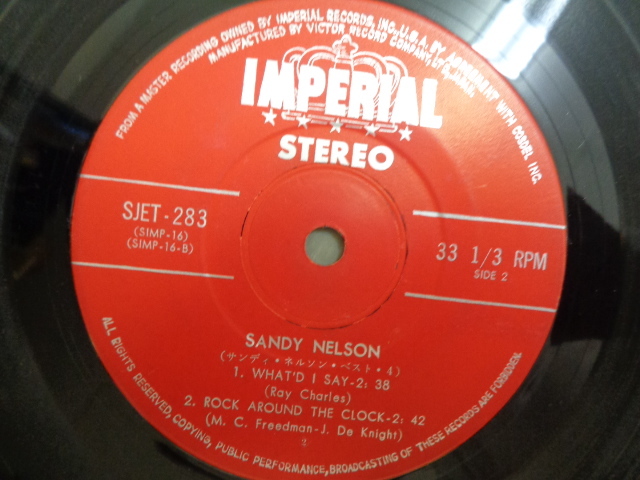 FROM A MASTER RECORDING OWNED BY IMPERIAL RECORDS, INC., U.S.A. BY AGREEMENT WITH COSDEL INC.
MANUFACTURED BY VICTOR RECORD COMPANY,
IMPERIAL
STEREO
SJET-283
(SIMP-16)
(SIMP-16-B)
33 1/3 RPM
SIDE 2
SANDY NELSON
(サンディ・ネルソン・ベスト・4)
1. WHAT'D I SAY-2:38
(Ray Charles)
2. ROCK AROUND THE CLOCK-2:42
(M. C. Freedman-J. De Knight)
ALL RIGHTS RESERVED, COPYING, PUBLIC PERFORMANCE, BROADCASTING OF THESE RECORDS ARE FORBIDDEN.